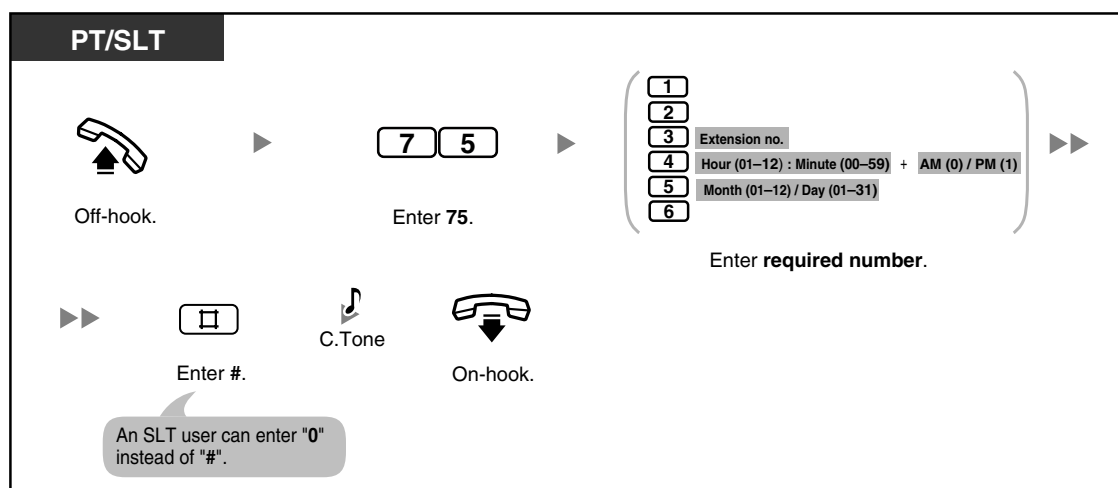 PT/SLT
Off-hook.
7 5
Enter 75.
1
2
3 Extension no.
4 Hour (01–12) : Minute (00–59) + AM (0) / PM (1)
5 Month (01–12) / Day (01–31)
6
Enter required number.
#
Enter #.
C.Tone
On-hook.
An SLT user can enter "0"
instead of "#".